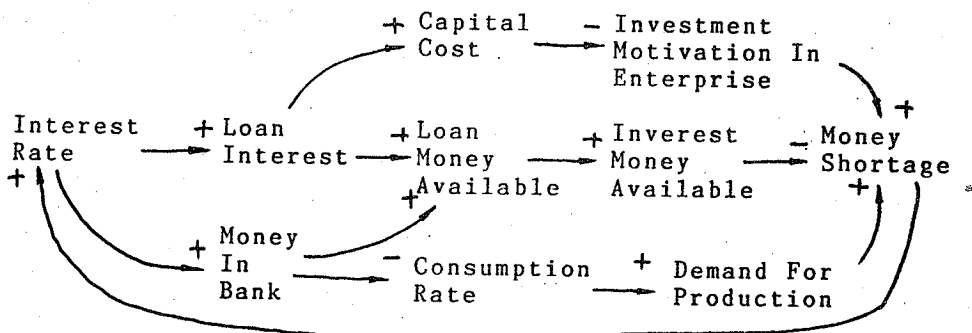 + Capital
Cost
- Investment
Motivation In
Enterprise
+
Interest
Rate
+
+ Loan
Interest
+ Loan
Money
Available
+
+ Inverest
Money
Available
- Money
Shortage
+
+ Money
In
Bank
- Consumption
Rate
+ Demand For
Production